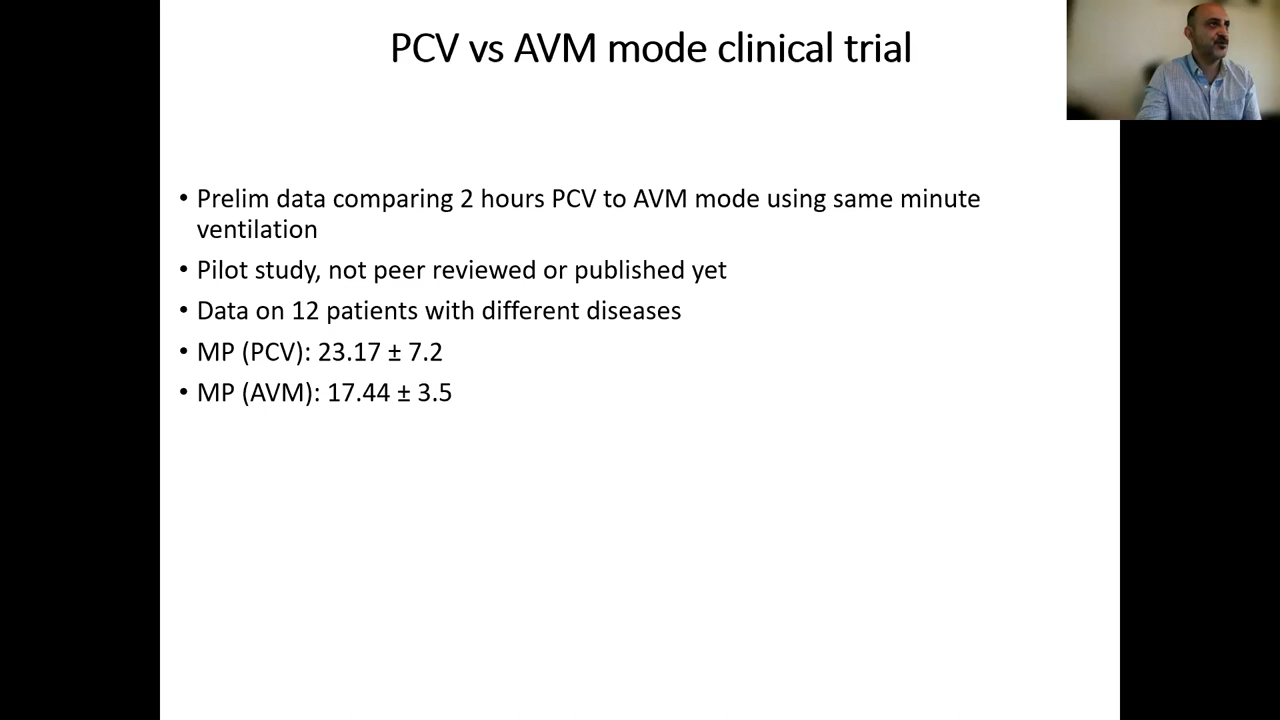 PCV vs AVM mode clinical trial
• Prelim data comparing 2 hours PCV to AVM mode using same minute
ventilation
• Pilot study, not peer reviewed or published yet
• Data on 12 patients with different diseases
• MP (PCV): 23.17 ± 7.2
• MP (AVM): 17.44 ± 3.5